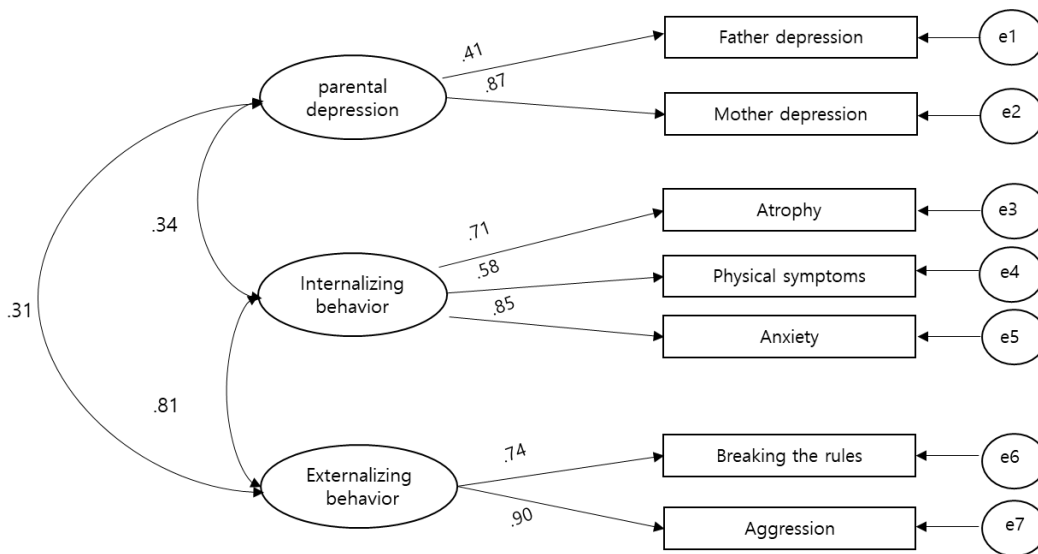 Father depression
e1
.41
parental
depression
.87
Mother depression
e2
.34
.71
Atrophy
e3
Internalizing
behavior
.58
Physical symptoms
e4
.31
.85
Anxiety
e5
.81
Externalizing
behavior
.74
Breaking the rules
e6
.90
Aggression
e7